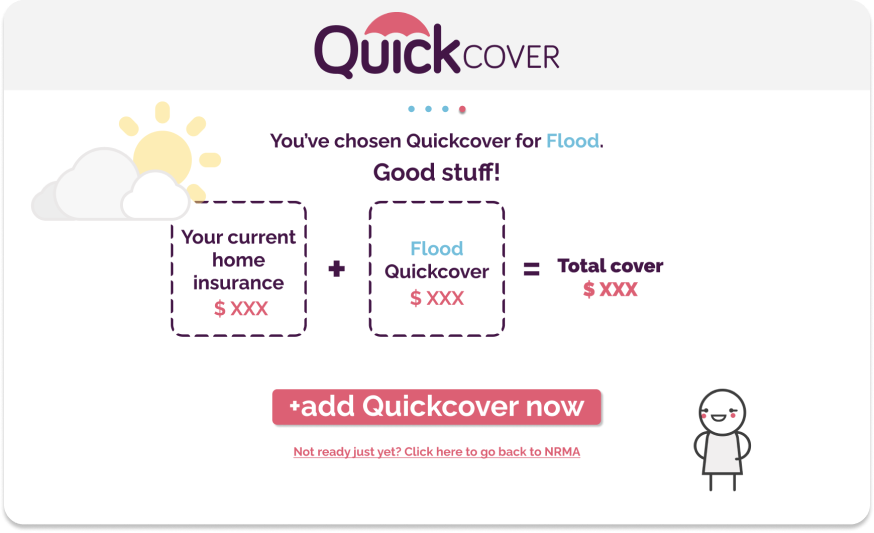 Quickcover
You’ve chosen Quickcover for Flood.
Good stuff!
Your current
home
insurance
$ XXX
+
Flood
Quickcover
$ XXX
=
Total cover
$ XXX
+add Quickcover now
Not ready just yet? Click here to go back to NRMA